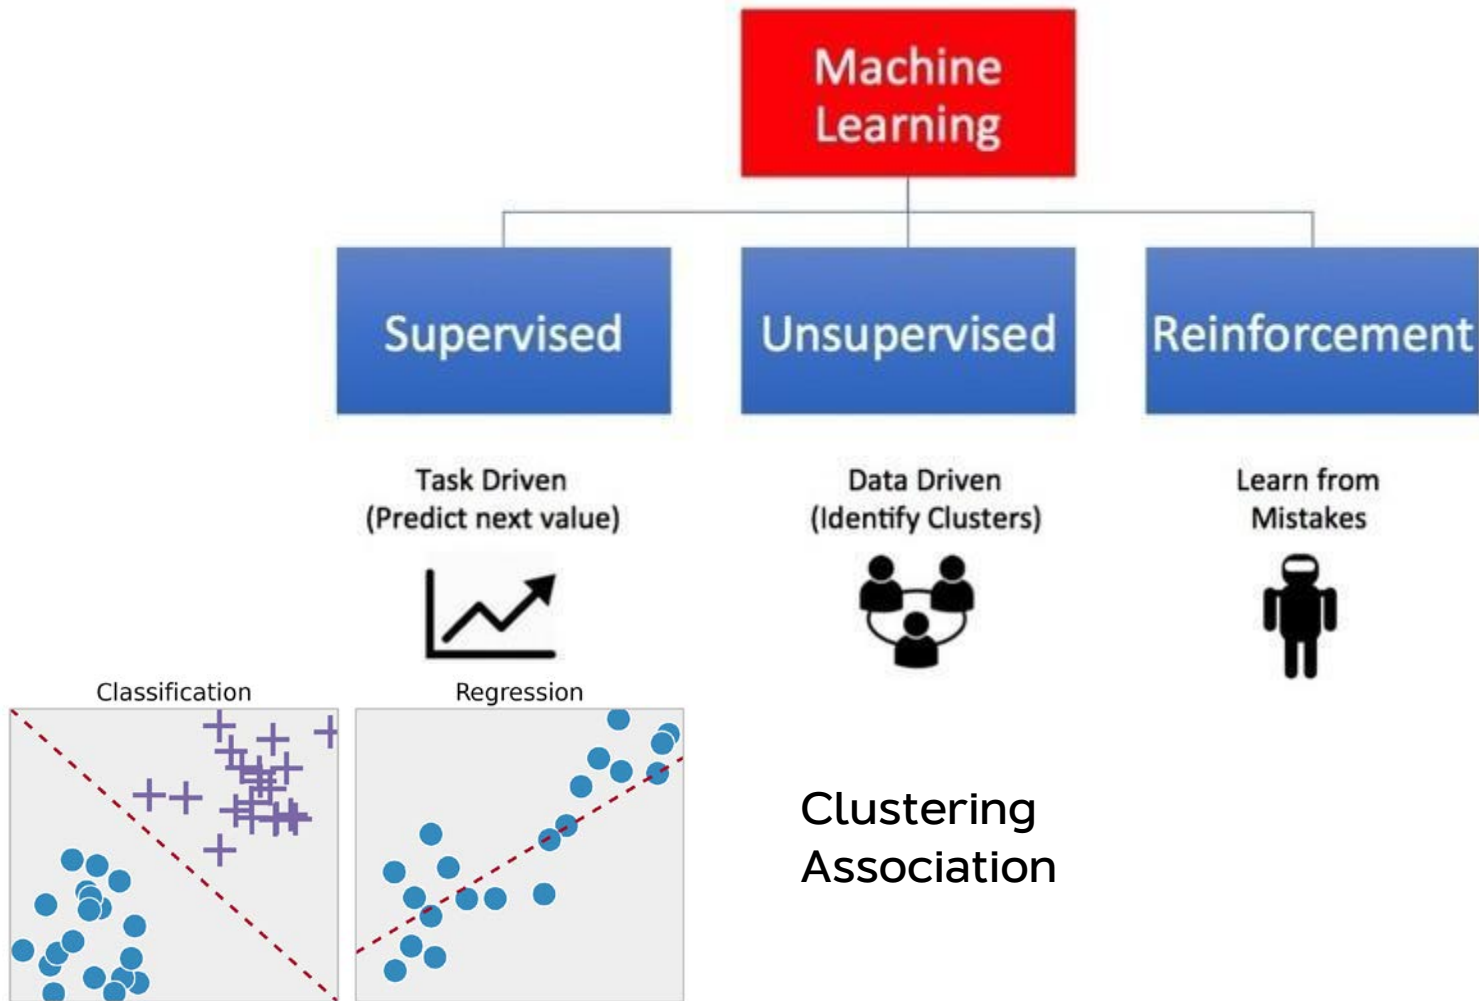 Machine
Learning
Supervised
Unsupervised
Reinforcement
Task Driven
(Predict next value)
Data Driven
(Identify Clusters)
Learn from
Mistakes
Classification
Regression
Clustering
Association